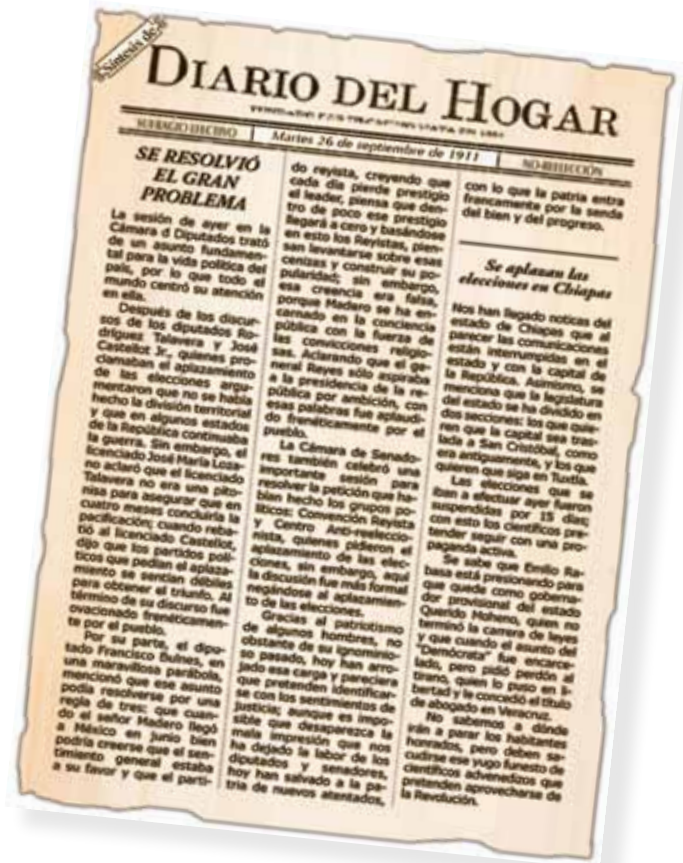 Síntesis de
DIARIO DEL HOGAR
SUFRAGIO EFECTIVO
Martes 26 de septiembre de 1911
NO-REELECCIÓN
SE RESOLVIÓ
EL GRAN
PROBLEMA
La sesión de ayer en la
Cámara d Diputados trató
de un asunto fundamen-
tal para la vida política del
país, por lo que todo el
mundo centró su atención
en ella.
Después de los discur-
sos de los diputados Ro-
dríguez Talavera y José
Castellot Jr., quienes pro-
clamaban el aplazamiento
de las elecciones argu-
mentaron que no se había
hecho la división territorial
y que en algunos estados
de la República continuaba
la guerra. Sin embargo, el
licenciado José María Loza-
no aclaró que el licenciado
Talavera no era una pito-
nisa para asegurar que en
cuatro meses concluiría la
pacificación; cuando reba-
tió al licenciado Castellot,
dijo que los partidos polí-
ticos que pedían el aplaza-
miento se sentían débiles
para obtener el triunfo. Al
término de su discurso fue
ovacionado frenéticamen-
te por el pueblo.
Por su parte, el dipu-
tado Francisco Bulnes, en
una maravillosa parábola,
mencionó que ese asunto
podía resolverse por una
regla de tres: que cuan-
do el señor Madero llegó
a México en junio bien
podría creerse que el sen-
timiento general estaba
a su favor y que el parti-
do reyista, creyendo que
cada día pierde prestigio
el leader, piensa que den-
tro de poco ese prestigio
llegará a cero y basándose
en esto los Reyistas, pien-
san levantarse sobre esas
cenizas y construir su po-
pularidad; sin embargo,
esa creencia era falsa,
porque Madero se ha en-
carnado en la conciencia
pública con la fuerza de
las convicciones religio-
sas. Aclarando que el ge-
neral Reyes sólo aspiraba
a la presidencia de la re-
pública por ambición, con
esas palabras fue aplaudi-
do frenéticamente por el
pueblo.
La Cámara de Senado-
res también celebró una
importante sesión para
resolver la petición que ha-
bían hecho los grupos po-
líticos: Convención Reyista
y Centro Anti-reeleccio-
nista, quienes pidieron el
aplazamiento de las elec-
ciones, sin embargo, aquí
la discusión fue más formal
negándose al aplazamien-
to de las elecciones.
Gracias al patriotismo
de algunos hombres, no
obstante de su ignominio-
so pasado, hoy han arro-
jado esa carga y pareciera
que pretenden identificar-
se con los sentimientos de
justicia; aunque es impo-
sible que desaparezca la
mala impresión que nos
ha dejado la labor de los
diputados y senadores,
hoy han salvado a la pa-
tria de nuevos atentados,
con lo que la patria entra
francamente por la senda
del bien y del progreso.
Se aplazan las
elecciones en Chiapas
Nos han llegado noticas del
estado de Chiapas que al
parecer las comunicaciones
están interrumpidas en el
estado y con la capital de
la República. Asimismo, se
menciona que la legislatura
del estado se ha dividido en
dos secciones: los que quie-
ren que la capital sea tras-
lada a San Cristóbal, como
era antiguamente, y los que
quieren que siga en Tuxtla.
Las elecciones que se
iban a efectuar ayer fueron
suspendidas por 15 días;
con esto los científicos pre-
tender seguir con una pro-
paganda activa.
Se sabe que Emilio Ra-
basa está presionando para
que quede como goberna-
dor provisional del estado
Querido Moheno, quien no
terminó la carrera de leyes
y que cuando el asunto del
"Demócrata" fue encarce-
lado, pero pidió perdón al
tirano, quien lo puso en li-
bertad y le concedió el título
de abogado en Veracruz.
No sabemos a dónde
irán a parar los habitantes
honrados, pero deben sa-
cudirse ese yugo funesto de
científicos advenedizos que
pretenden aprovecharse de
la Revolución.